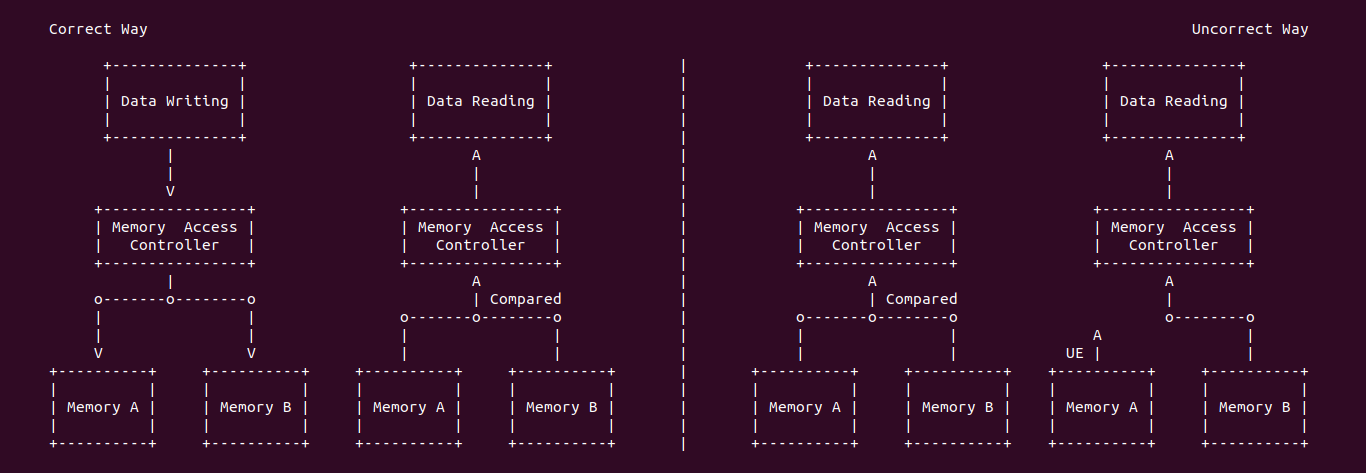 Correct Way Uncorrect Way
Data Writing Data Reading Data Reading Data Reading
A A A
V
Memory  Access Memory  Access Memory  Access Memory  Access
Controller Controller Controller Controller
A A A
Compared Compared
o-------o--------o
o-------o--------o o-------o--------o o--------o
A
V V UE
Memory A Memory B Memory A Memory B Memory A Memory B Memory A Memory B